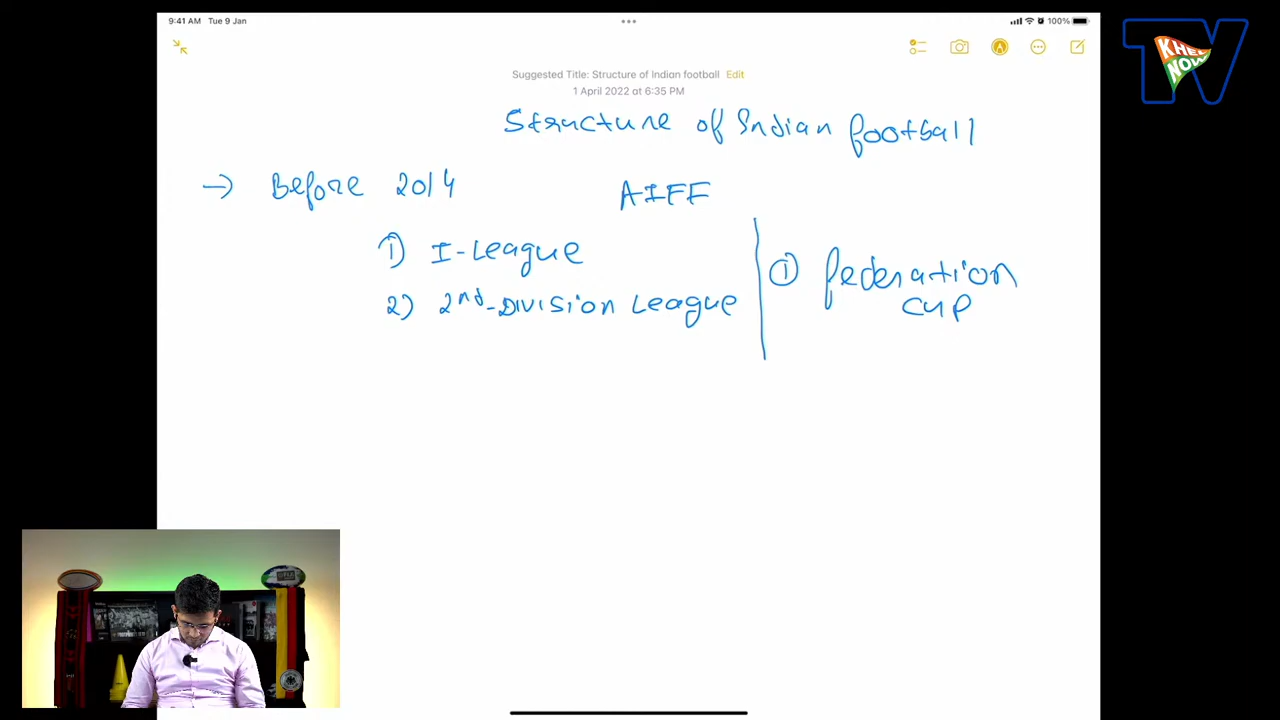 9:41 AM Tue 9 Jan
100%
KHEL
NOW
TV
Suggested Title: Structure of Indian football Edit
1 April 2022 at 6:35 PM
Structure of Indian football
→ Before 2014
AIFF
1) I-League
2) 2nd-Division League
① federation
cup